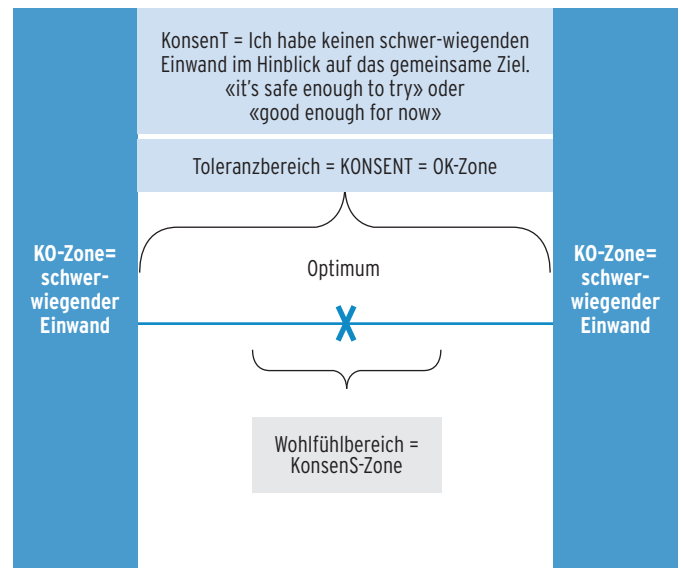 KonsenT = Ich habe keinen schwer-wiegenden
Einwand im Hinblick auf das gemeinsame Ziel.
«it's safe enough to try» oder
«good enough for now»
Toleranzbereich = KONSENT = OK-Zone
KO-Zone=
schwer-
wiegender
Einwand
Optimum
KO-Zone=
schwer-
wiegender
Einwand
Wohlfühlbereich =
KonsenS-Zone